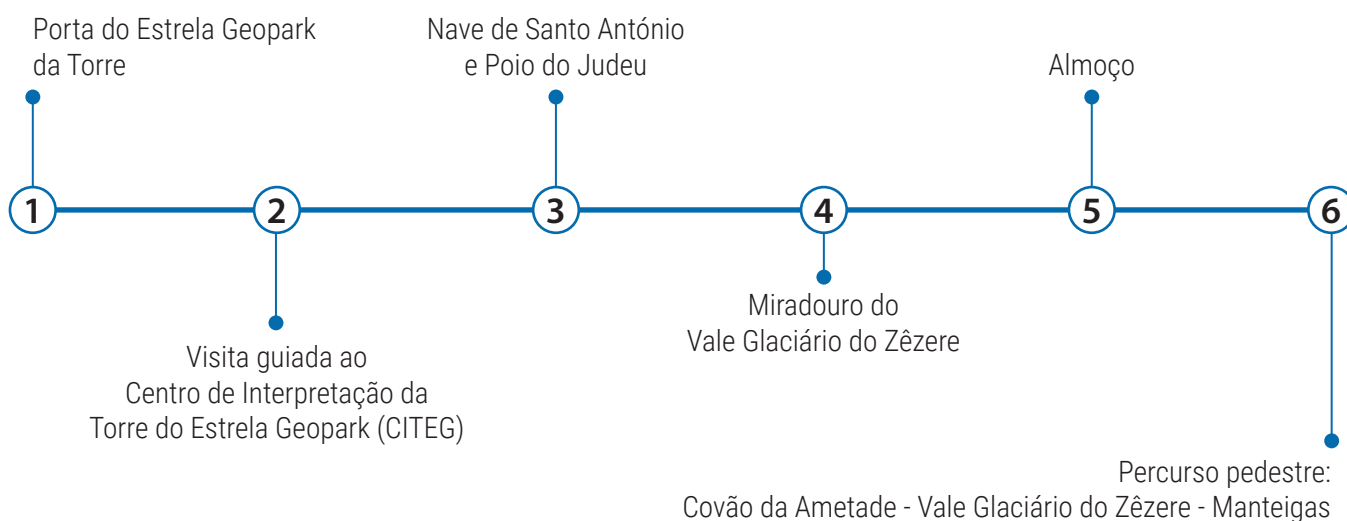 Porta do Estrela Geopark
da Torre
Nave de Santo António
e Poio do Judeu
Almoço
1
2
3
4
5
6
Visita guiada ao
Centro de Interpretação da
Torre do Estrela Geopark (CITEG)
Miradouro do
Vale Glaciário do Zêzere
Percurso pedestre:
Covão da Ametade - Vale Glaciário do Zêzere - Manteigas